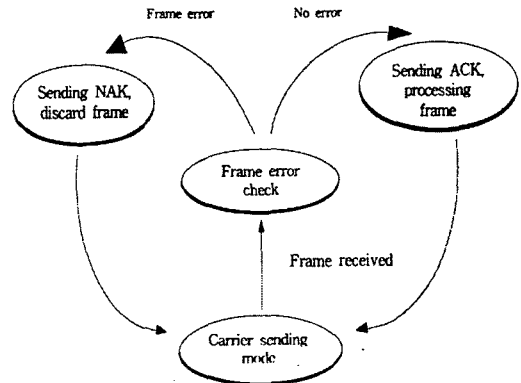 Frame error
No error
Sending NAK,
discard frame
Sending ACK,
processing
frame
Frame error
check
Frame received
Carrier sending
mode